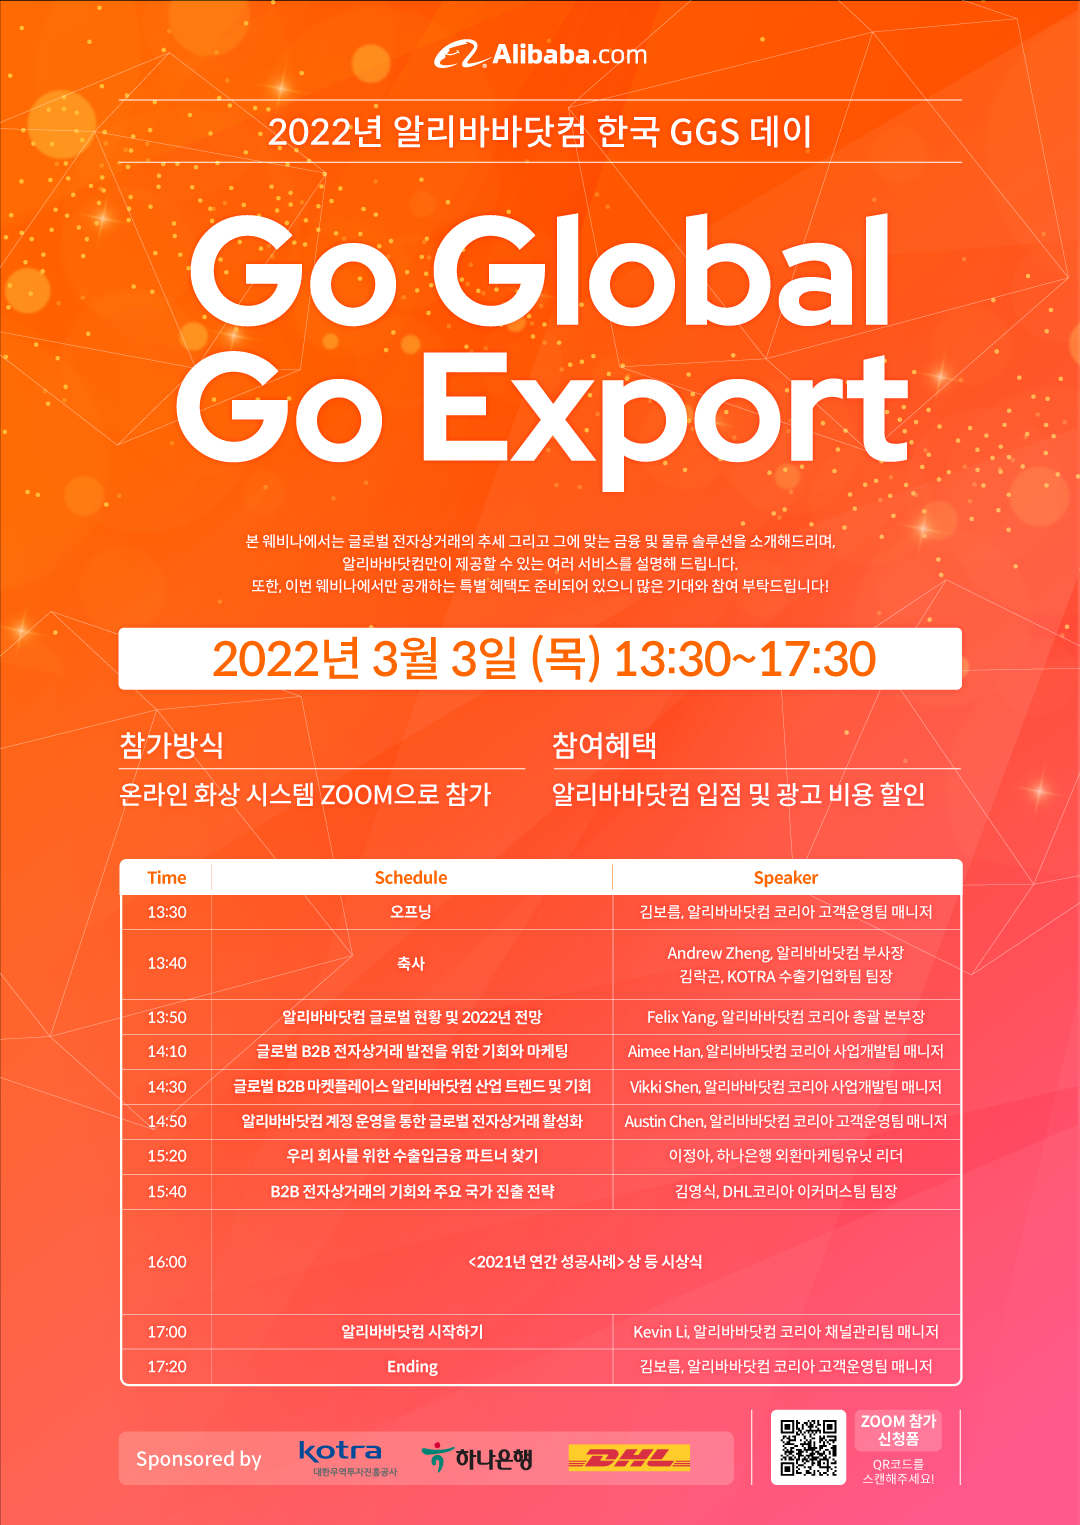 Alibaba.com
2022년 알리바바닷컴 한국 GGS 데이
Go Global
Go Export
본 웨비나에서는 글로벌 전자상거래의 추세 그리고 그에 맞는 금융 및 물류 솔루션을 소개해드리며,
알리바바닷컴만이 제공할 수 있는 여러 서비스를 설명해 드립니다.
또한, 이번 웨비나에서만 공개하는 특별 혜택도 준비되어 있으니 많은 기대와 참여 부탁드립니다!
2022년 3월 3일 (목) 13:30~17:30
참가방식
온라인 화상 시스템 ZOOM으로 참가
참여혜택
알리바바닷컴 입점 및 광고 비용 할인
Time Schedule Speaker
13:30 오프닝 김보름, 알리바바닷컴 코리아 고객운영팀 매니저
13:40 축사 Andrew Zheng, 알리바바닷컴 부사장
김락곤, KOTRA 수출기업화팀 팀장
13:50 알리바바닷컴 글로벌 현황 및 2022년 전망 Felix Yang, 알리바바닷컴 코리아 총괄 본부장
14:10 글로벌 B2B 전자상거래 발전을 위한 기회와 마케팅 Aimee Han, 알리바바닷컴 코리아 사업개발팀 매니저
14:30 글로벌 B2B 마켓플레이스 알리바바닷컴 산업 트렌드 및 기회 Vikki Shen, 알리바바닷컴 코리아 사업개발팀 매니저
14:50 알리바바닷컴 계정 운영을 통한 글로벌 전자상거래 활성화 Austin Chen, 알리바바닷컴 코리아 고객운영팀 매니저
15:20 우리 회사를 위한 수출입금융 파트너 찾기 이정아, 하나은행 외환마케팅유닛 리더
15:40 B2B 전자상거래의 기회와 주요 국가 진출 전략 김영식, DHL코리아 이커머스팀 팀장
16:00 <2021년 연간 성공사례> 상 등 시상식
17:00 알리바바닷컴 시작하기 Kevin Li, 알리바바닷컴 코리아 채널관리팀 매니저
17:20 Ending 김보름, 알리바바닷컴 코리아 고객운영팀 매니저
Sponsored by
kotra
대한무역투자진흥공사
하나은행
DHL
ZOOM 참가
신청폼
QR코드를
스캔해주세요!